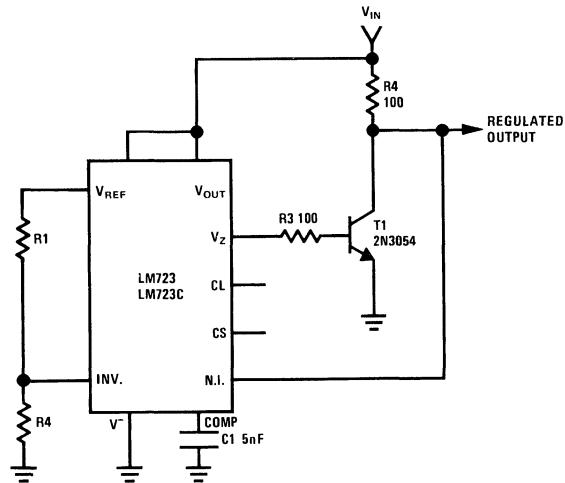 VIN
R4
100
REGULATED
OUTPUT
VREF
VOUT
R1
R3 100
T1
2N3054
VZ
LM723
LM723C
CL
CS
INV.
N.I.
R4
V-
COMP
C1 5nF